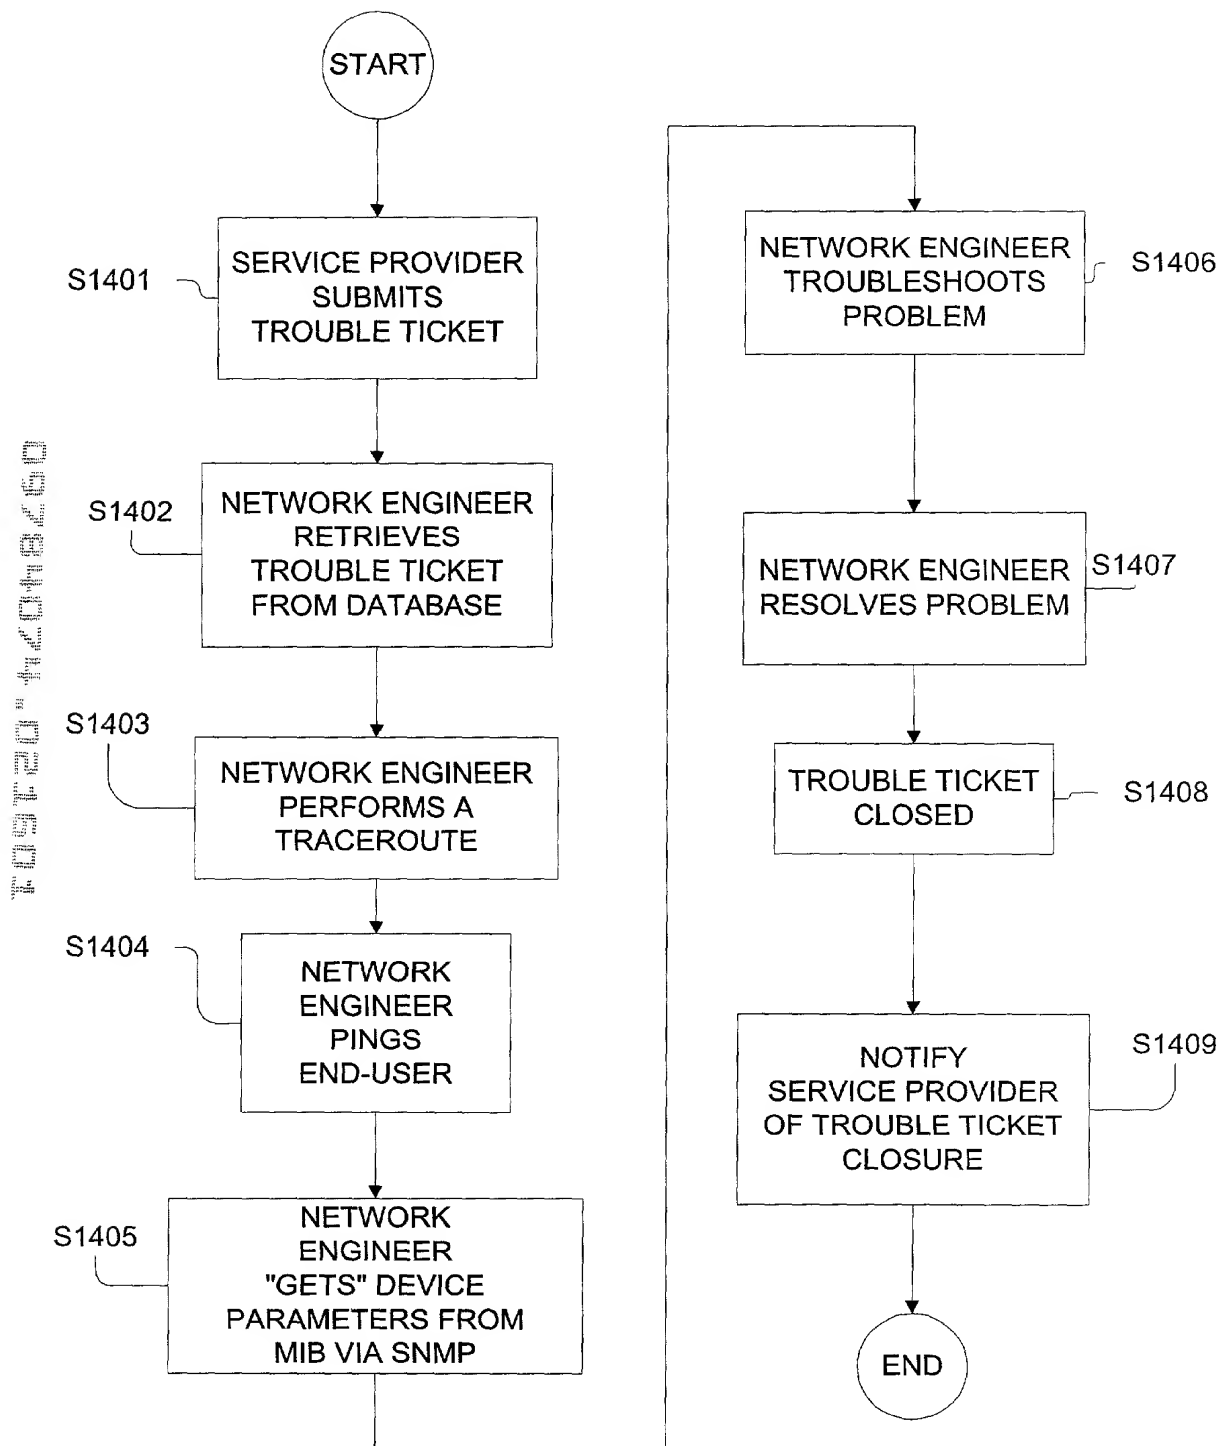 START
S1401
SERVICE PROVIDER
SUBMITS
TROUBLE TICKET
S1402
NETWORK ENGINEER
RETRIEVES
TROUBLE TICKET
FROM DATABASE
S1403
NETWORK ENGINEER
PERFORMS A
TRACEROUTE
S1404
NETWORK
ENGINEER
PINGS
END-USER
S1405
NETWORK
ENGINEER
"GETS" DEVICE
PARAMETERS FROM
MIB VIA SNMP
NETWORK ENGINEER
TROUBLESHOOTS
PROBLEM
S1406
NETWORK ENGINEER
RESOLVES PROBLEM
S1407
TROUBLE TICKET
CLOSED
S1408
NOTIFY
SERVICE PROVIDER
OF TROUBLE TICKET
CLOSURE
S1409
END